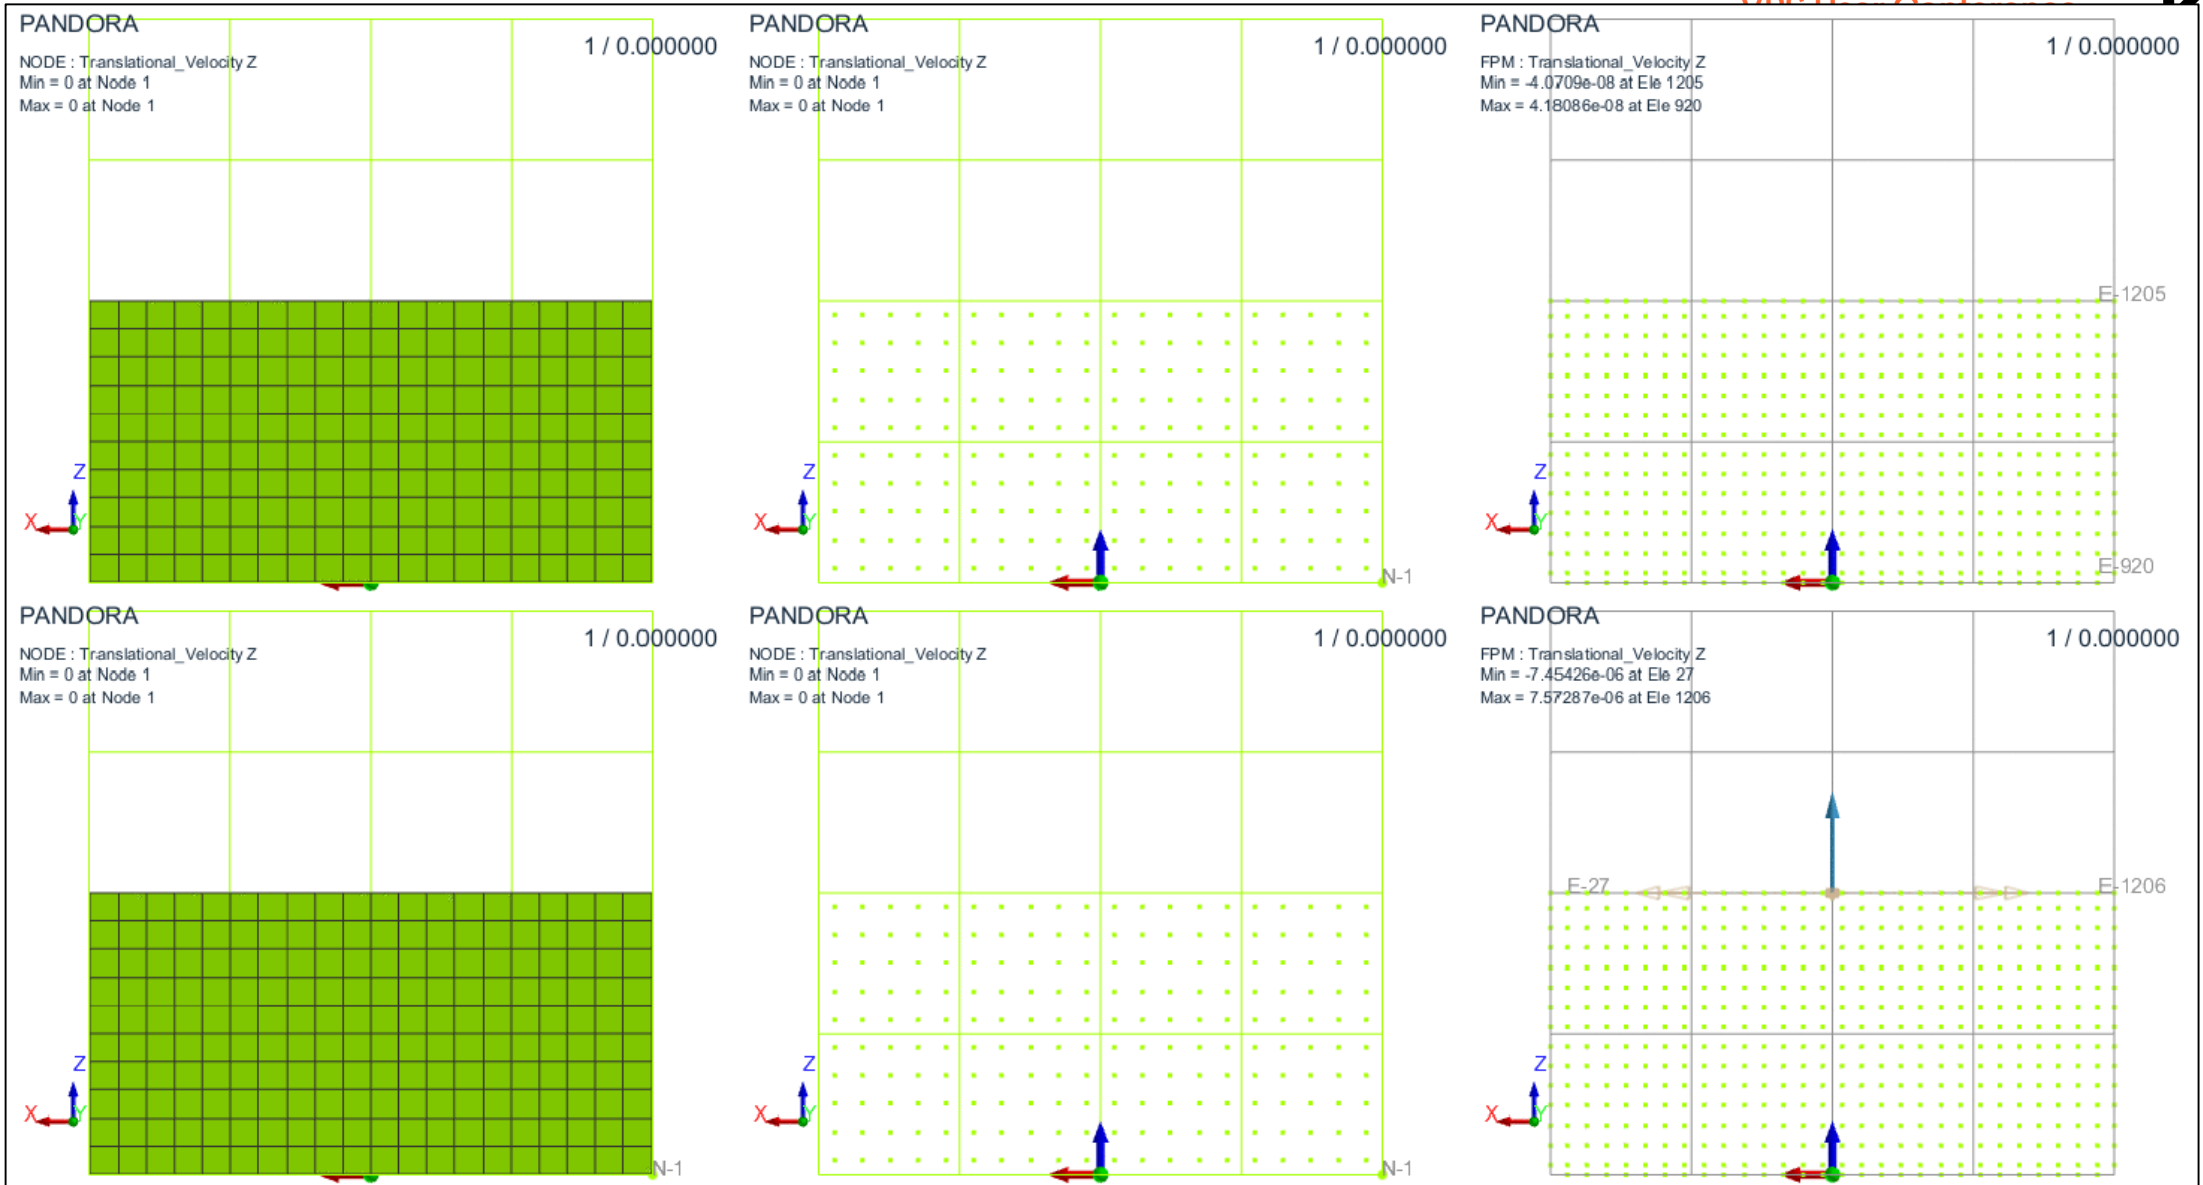 PANDORA
1 / 0.000000
NODE : Translational_Velocity Z
Min = 0 at Node 1
Max = 0 at Node 1
Z
X
Y
PANDORA
1 / 0.000000
NODE : Translational_Velocity Z
Min = 0 at Node 1
Max = 0 at Node 1
Z
X
Y
N-1
PANDORA
1 / 0.000000
FPM : Translational_Velocity Z
Min = -4.0709e-08 at Ele 1205
Max = 4.18086e-08 at Ele 920
E-1205
Z
X
Y
E-920
PANDORA
1 / 0.000000
NODE : Translational_Velocity Z
Min = 0 at Node 1
Max = 0 at Node 1
Z
X
Y
N-1
PANDORA
1 / 0.000000
NODE : Translational_Velocity Z
Min = 0 at Node 1
Max = 0 at Node 1
Z
X
Y
N-1
PANDORA
1 / 0.000000
FPM : Translational_Velocity Z
Min = -7.45426e-06 at Ele 27
Max = 7.57287e-06 at Ele 1206
E-27
E-1206
Z
X
Y